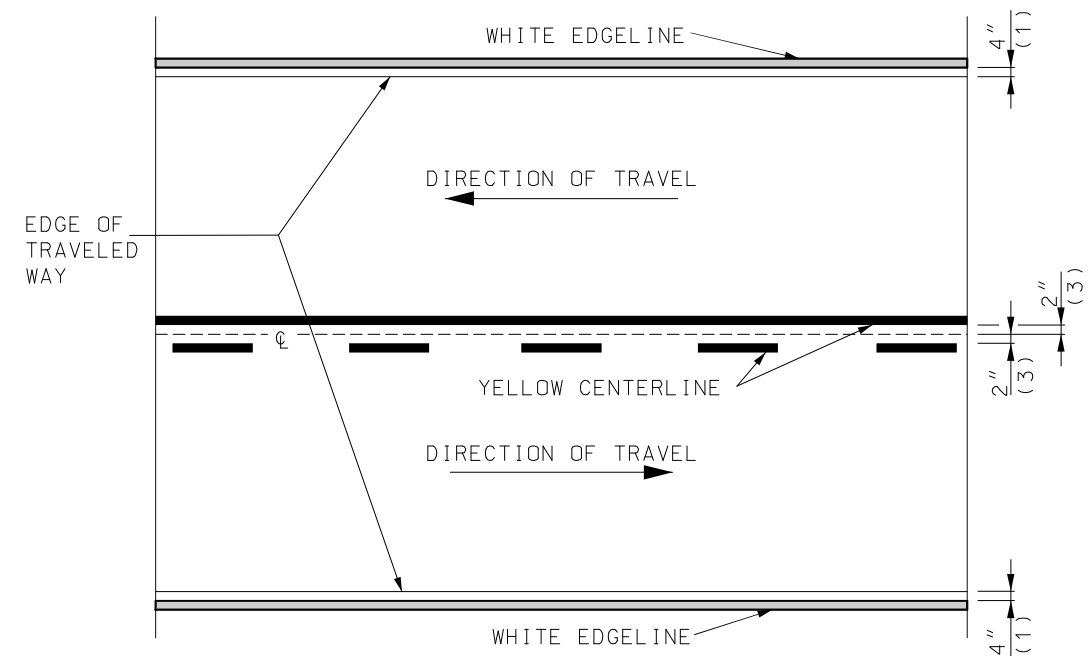 WHITE EDGELINE
4"
(1)
DIRECTION OF TRAVEL
EDGE OF
TRAVELED
WAY
2"
(3)
℄
2"
(3)
YELLOW CENTERLINE
DIRECTION OF TRAVEL
WHITE EDGELINE
4"
(1)